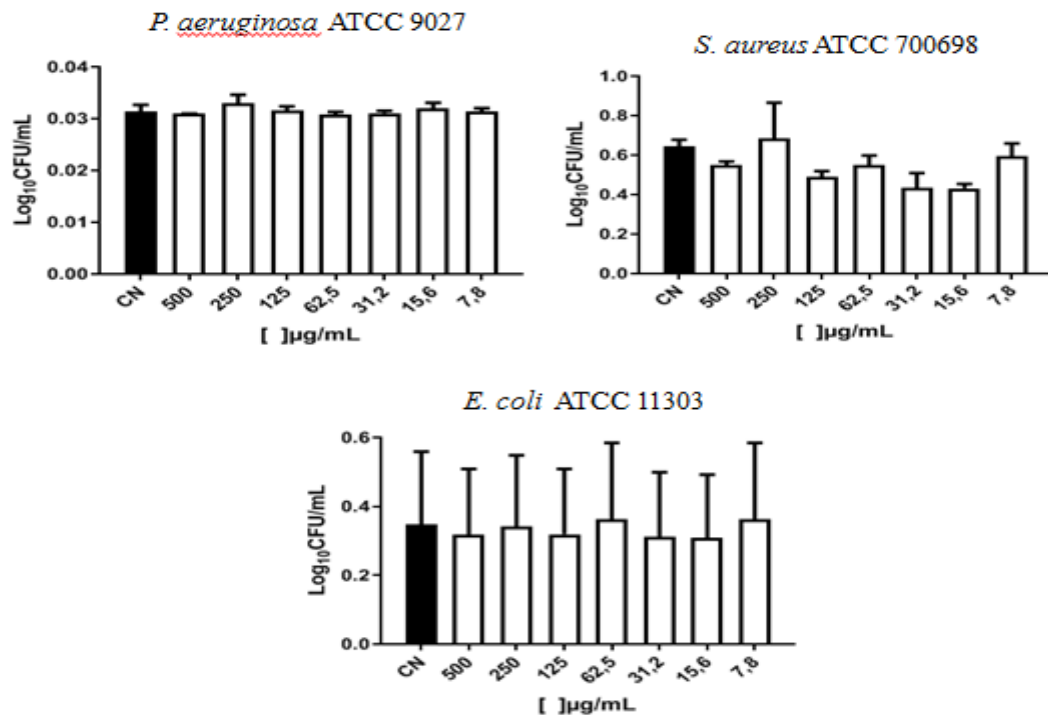 P. aeruginosa ATCC 9027
Log10CFU/mL
0.04
0.03
0.02
0.01
0.00
CN 500 250 125 62,5 31,2 15,6 7,8
[ ]µg/mL
S. aureus ATCC 700698
Log10CFU/mL
1.0
0.8
0.6
0.4
0.2
0.0
CN 500 250 125 62,5 31,2 15,6 7,8
[ ]µg/mL
E. coli ATCC 11303
Log10CFU/mL
0.6
0.4
0.2
0.0
CN 500 250 125 62,5 31,2 15,6 7,8
[ ]µg/mL